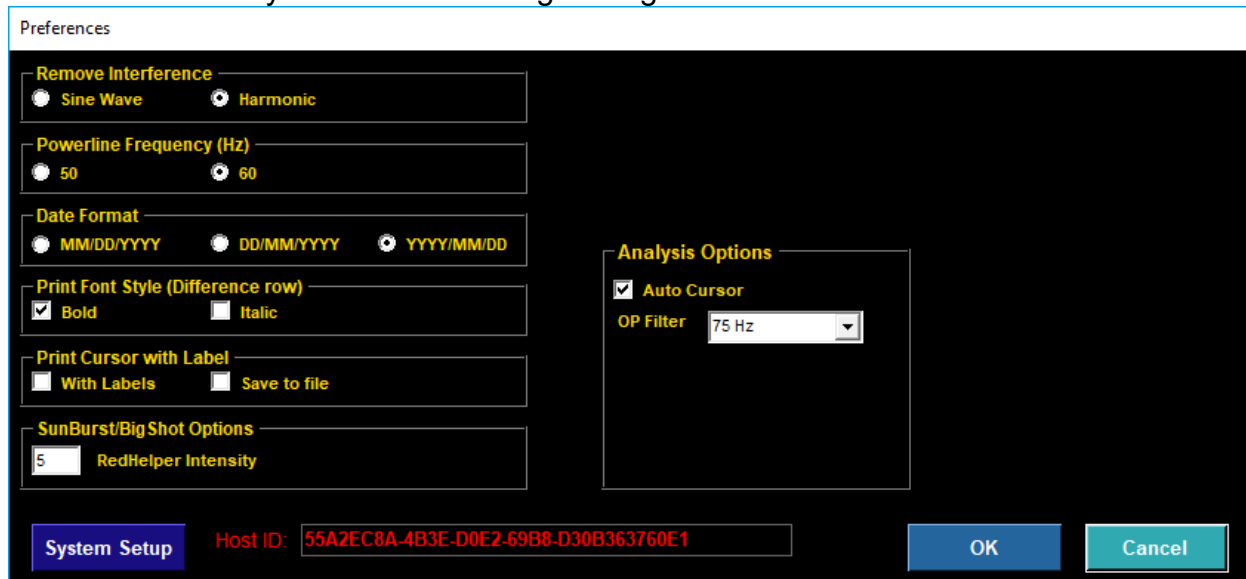 Preferences
Remove Interference
Sine Wave Harmonic
Powerline Frequency (Hz)
50 60
Date Format
MM/DD/YYYY DD/MM/YYYY YYYY/MM/DD
Print Font Style (Difference row)
Bold Italic
Print Cursor with Label
With Labels Save to file
SunBurst/BigShot Options
5 RedHelper Intensity
Analysis Options
Auto Cursor
OP Filter 75 Hz
System Setup Host ID: 55A2EC8A-4B3E-D0E2-69B8-D30B363760E1 OK Cancel